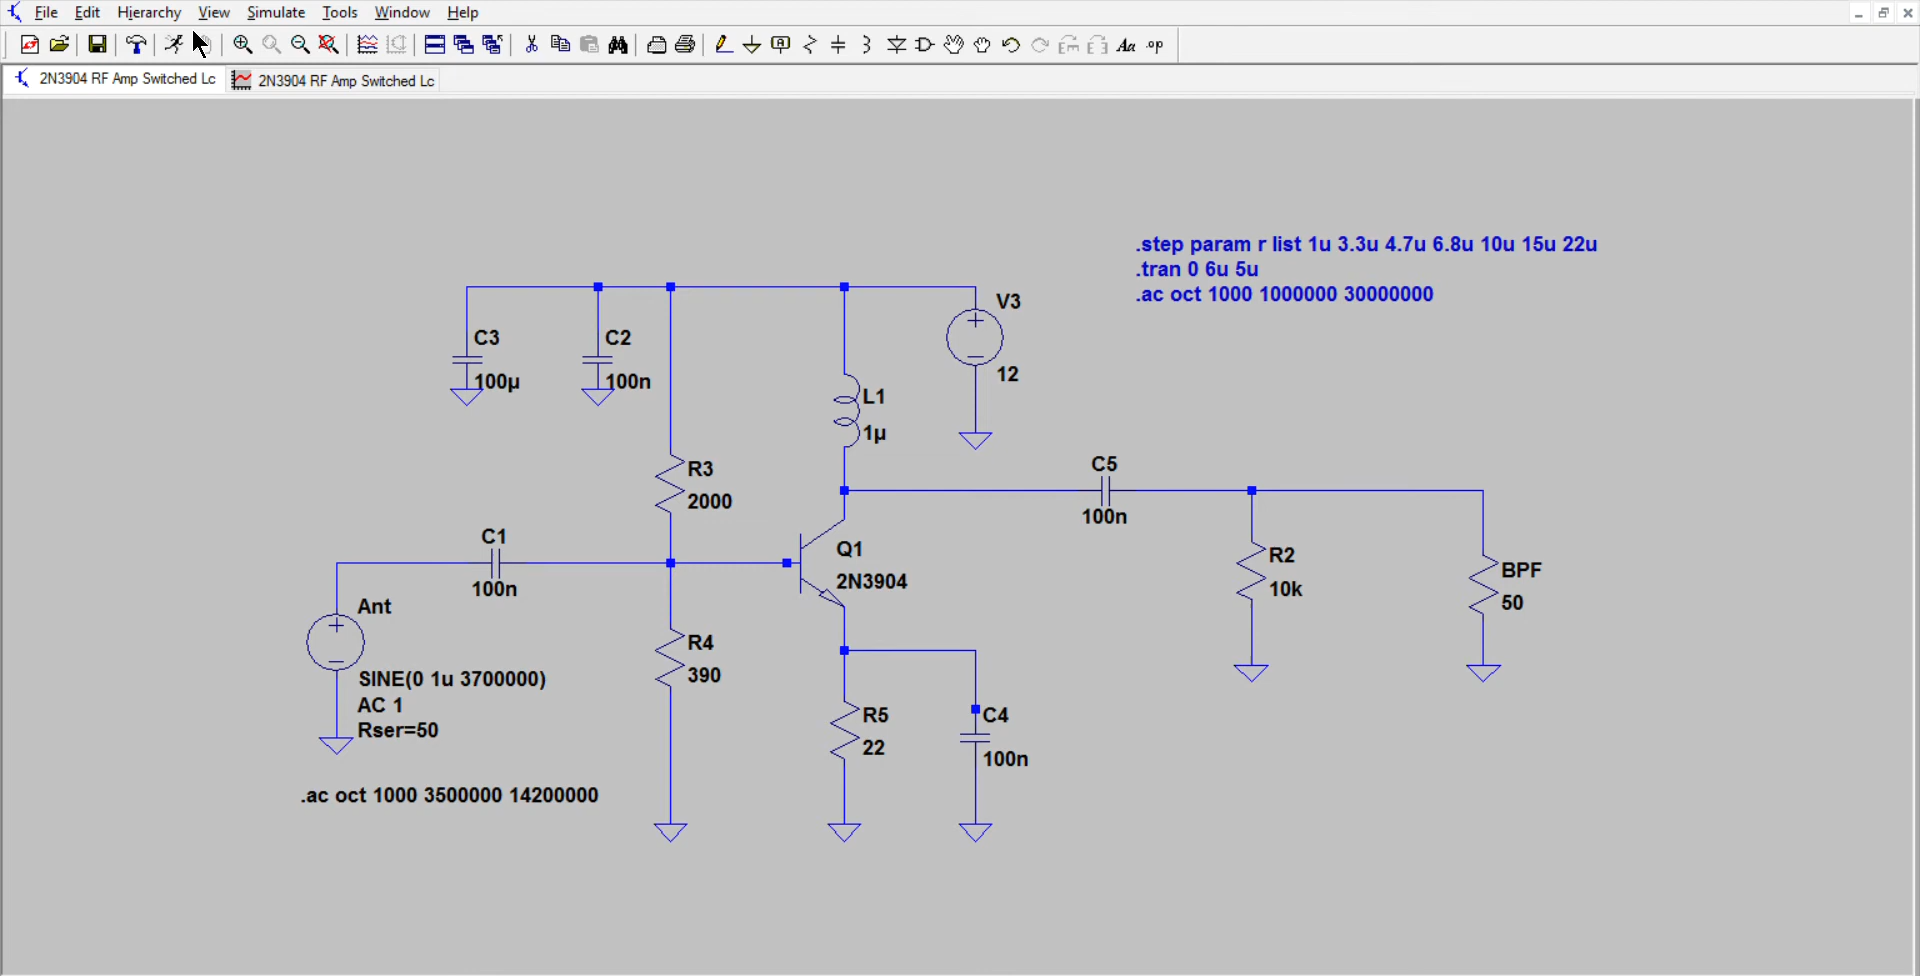 File Edit Hierarchy View Simulate Tools Window Help
Aa .op
2N3904 RF Amp Switched Lc 2N3904 RF Amp Switched Lc
.step param r list 1u 3.3u 4.7u 6.8u 10u 15u 22u
.tran 0 6u 5u
.ac oct 1000 1000000 30000000
V3
12
C3
100µ
C2
100n
L1
1µ
R3
2000
C5
100n
C1
100n
Q1
2N3904
R2
10k
BPF
50
Ant
SINE(0 1u 3700000)
AC 1
Rser=50
R4
390
R5
22
C4
100n
.ac oct 1000 3500000 14200000